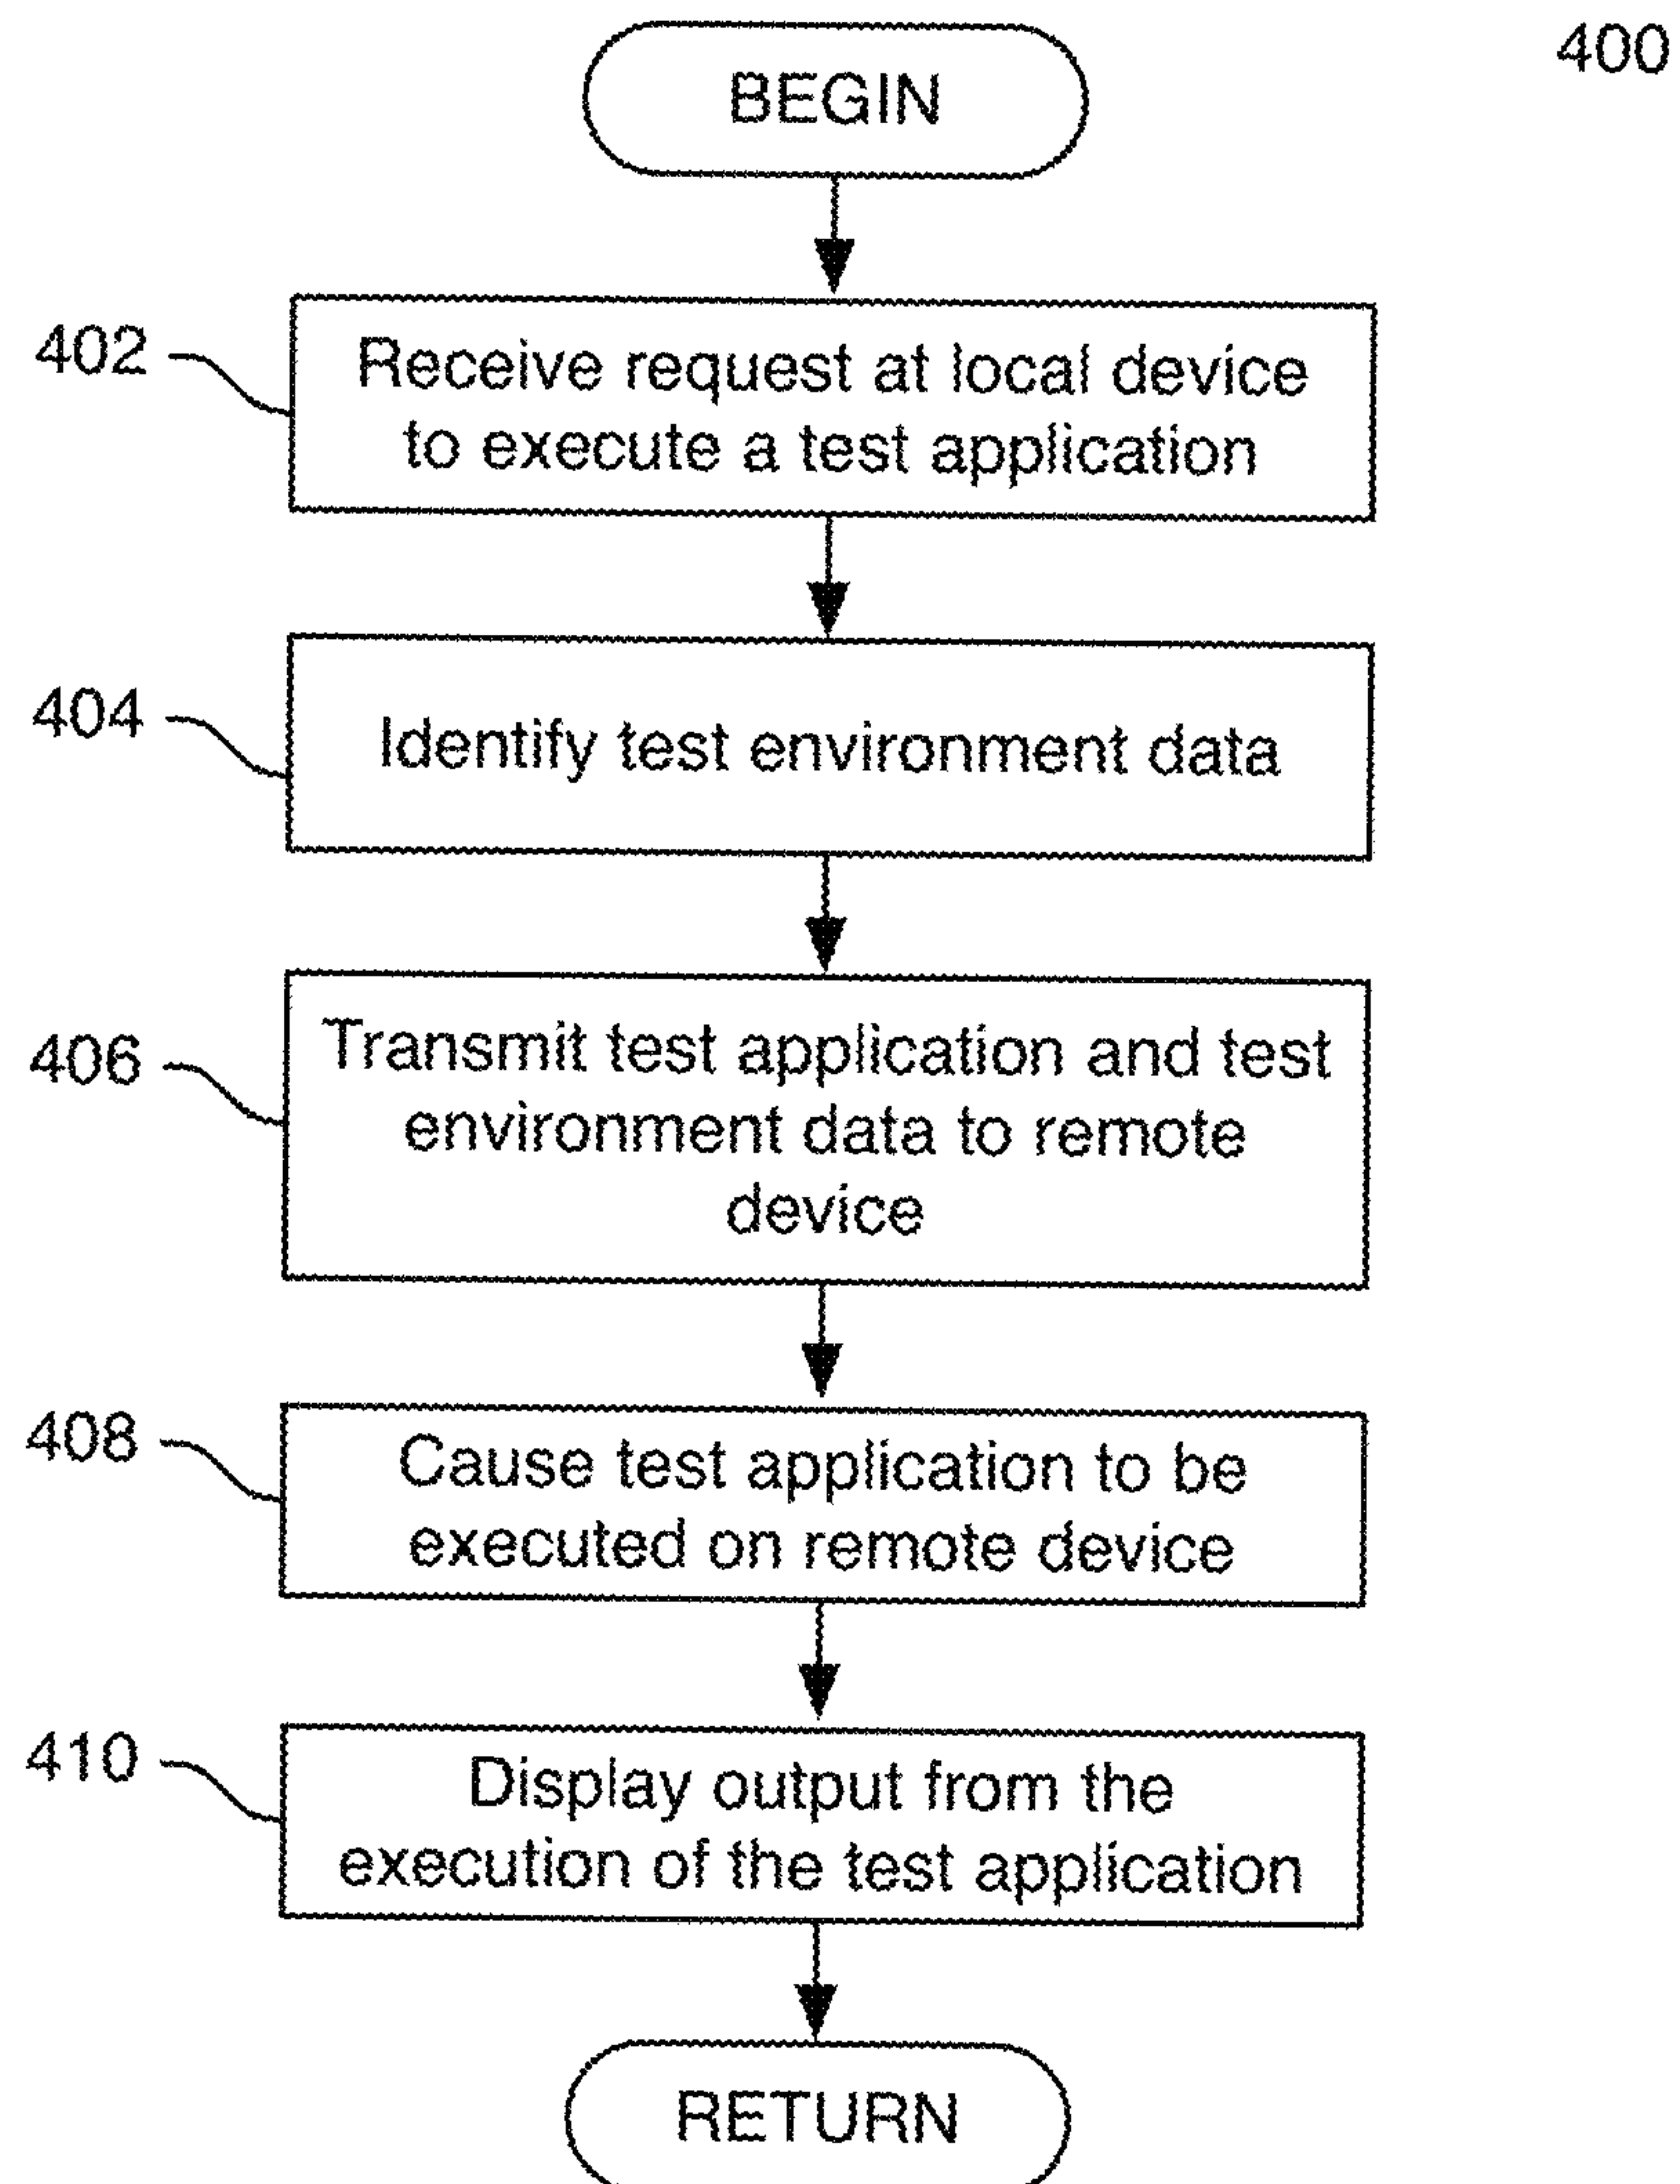 400
BEGIN
402
Receive request at local device
to execute a test application
404
Identify test environment data
406
Transmit test application and test
environment data to remote
device
408
Cause test application to be
executed on remote device
410
Display output from the
execution of the test application
RETURN